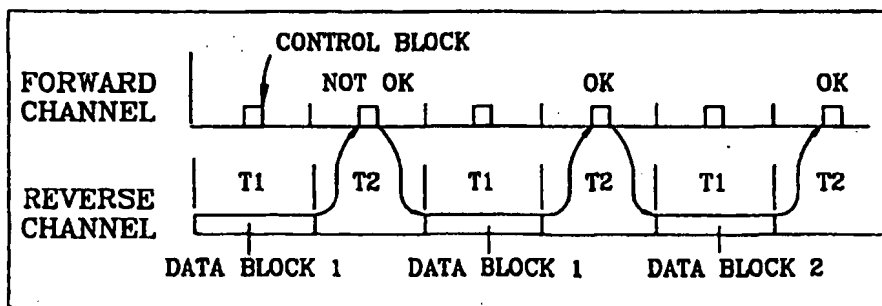 CONTROL BLOCK
FORWARD CHANNEL
NOT OK
OK
OK
T1
T2
T1
T2
T1
T2
REVERSE CHANNEL
DATA BLOCK 1
DATA BLOCK 1
DATA BLOCK 2